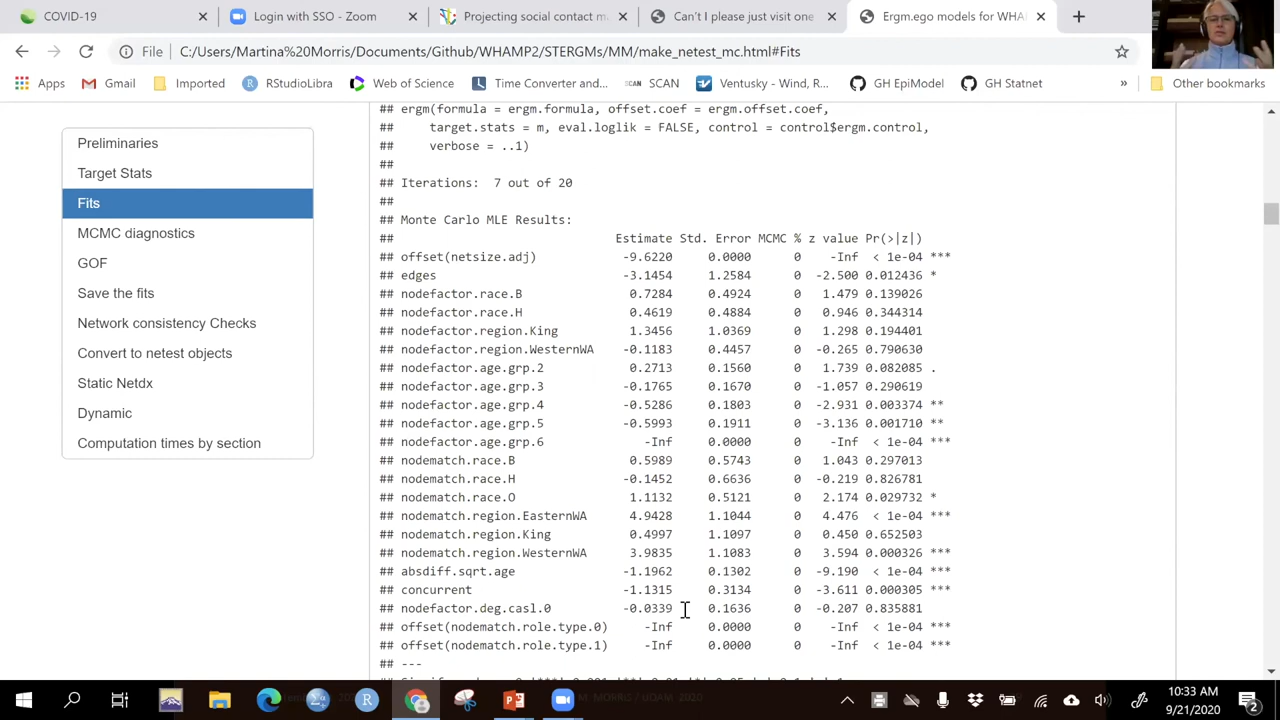 COVID-19
Login with SSO - Zoom
Projecting social contact m
Can't please just visit one
Ergm.ego models for WHA
File
C:/Users/Martina%20Morris/Documents/Github/WHAMP2/STERGMs/MM/make_netest_mc.html#Fits
Apps
Gmail
Imported
RStudioLibra
Web of Science
Time Converter and...
SCAN
SCAN
Ventusky - Wind, R...
GH EpiModel
GH Statnet
»
Other bookmarks
Preliminaries
Target Stats
Fits
MCMC diagnostics
GOF
Save the fits
Network consistency Checks
Convert to netest objects
Static Netdx
Dynamic
Computation times by section
## ergm(formula = ergm.formula, offset.coef = ergm.offset.coef,
##     target.stats = m, eval.loglik = FALSE, control = control$ergm.control,
##     verbose = ..1)
##
## Iterations:  7 out of 20
##
## Monte Carlo MLE Results:
##                             Estimate Std. Error MCMC % z value Pr(>|z|)
## offset(netsize.adj)          -9.6220     0.0000      0    -Inf  < 1e-04 ***
## edges                        -3.1454     1.2584      0  -2.500 0.012436 *
## nodefactor.race.B             0.7284     0.4924      0   1.479 0.139026
## nodefactor.race.H             0.4619     0.4884      0   0.946 0.344314
## nodefactor.region.King        1.3456     1.0369      0   1.298 0.194401
## nodefactor.region.WesternWA  -0.1183     0.4457      0  -0.265 0.790630
## nodefactor.age.grp.2          0.2713     0.1560      0   1.739 0.082085 .
## nodefactor.age.grp.3         -0.1765     0.1670      0  -1.057 0.290619
## nodefactor.age.grp.4         -0.5286     0.1803      0  -2.931 0.003374 **
## nodefactor.age.grp.5         -0.5993     0.1911      0  -3.136 0.001710 **
## nodefactor.age.grp.6            -Inf     0.0000      0    -Inf  < 1e-04 ***
## nodematch.race.B              0.5989     0.5743      0   1.043 0.297013
## nodematch.race.H             -0.1452     0.6636      0  -0.219 0.826781
## nodematch.race.O              1.1132     0.5121      0   2.174 0.029732 *
## nodematch.region.EasternWA    4.9428     1.1044      0   4.476  < 1e-04 ***
## nodematch.region.King         0.4997     1.1097      0   0.450 0.652503
## nodematch.region.WesternWA    3.9835     1.1083      0   3.594 0.000326 ***
## absdiff.sqrt.age             -1.1962     0.1302      0  -9.190  < 1e-04 ***
## concurrent                   -1.1315     0.3134      0  -3.611 0.000305 ***
## nodefactor.deg.casl.0        -0.0339     0.1636      0  -0.207 0.835881
## offset(nodematch.role.type.0)   -Inf     0.0000      0    -Inf  < 1e-04 ***
## offset(nodematch.role.type.1)   -Inf     0.0000      0    -Inf  < 1e-04 ***
## ---
10:33 AM
9/21/2020
2